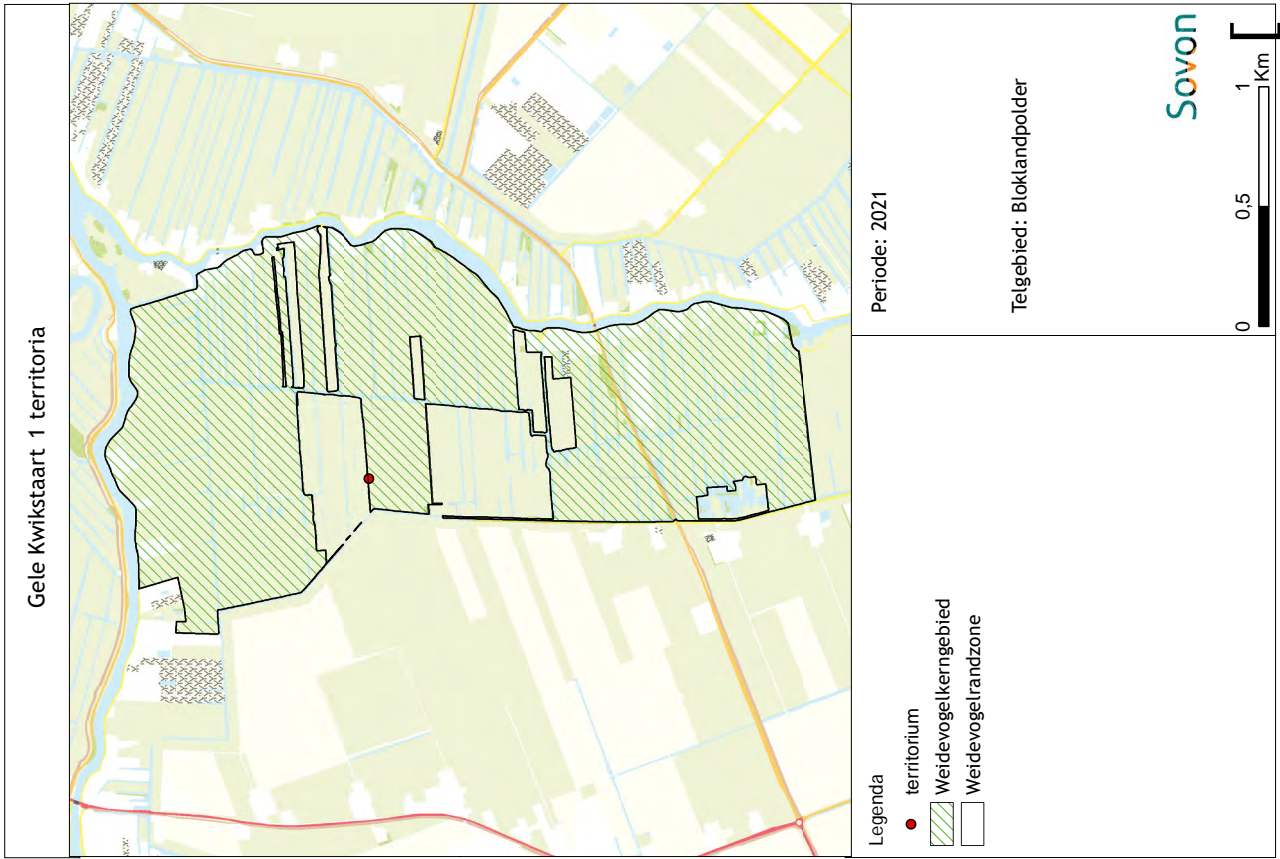 Gele Kwikstaart 1 territoria
Legenda
territorium
Weidevogelkerngebied
Weidevogelrandzone
Periode: 2021
Telgebied: Bloklandpolder
Sovon
0 0,5 1 Km